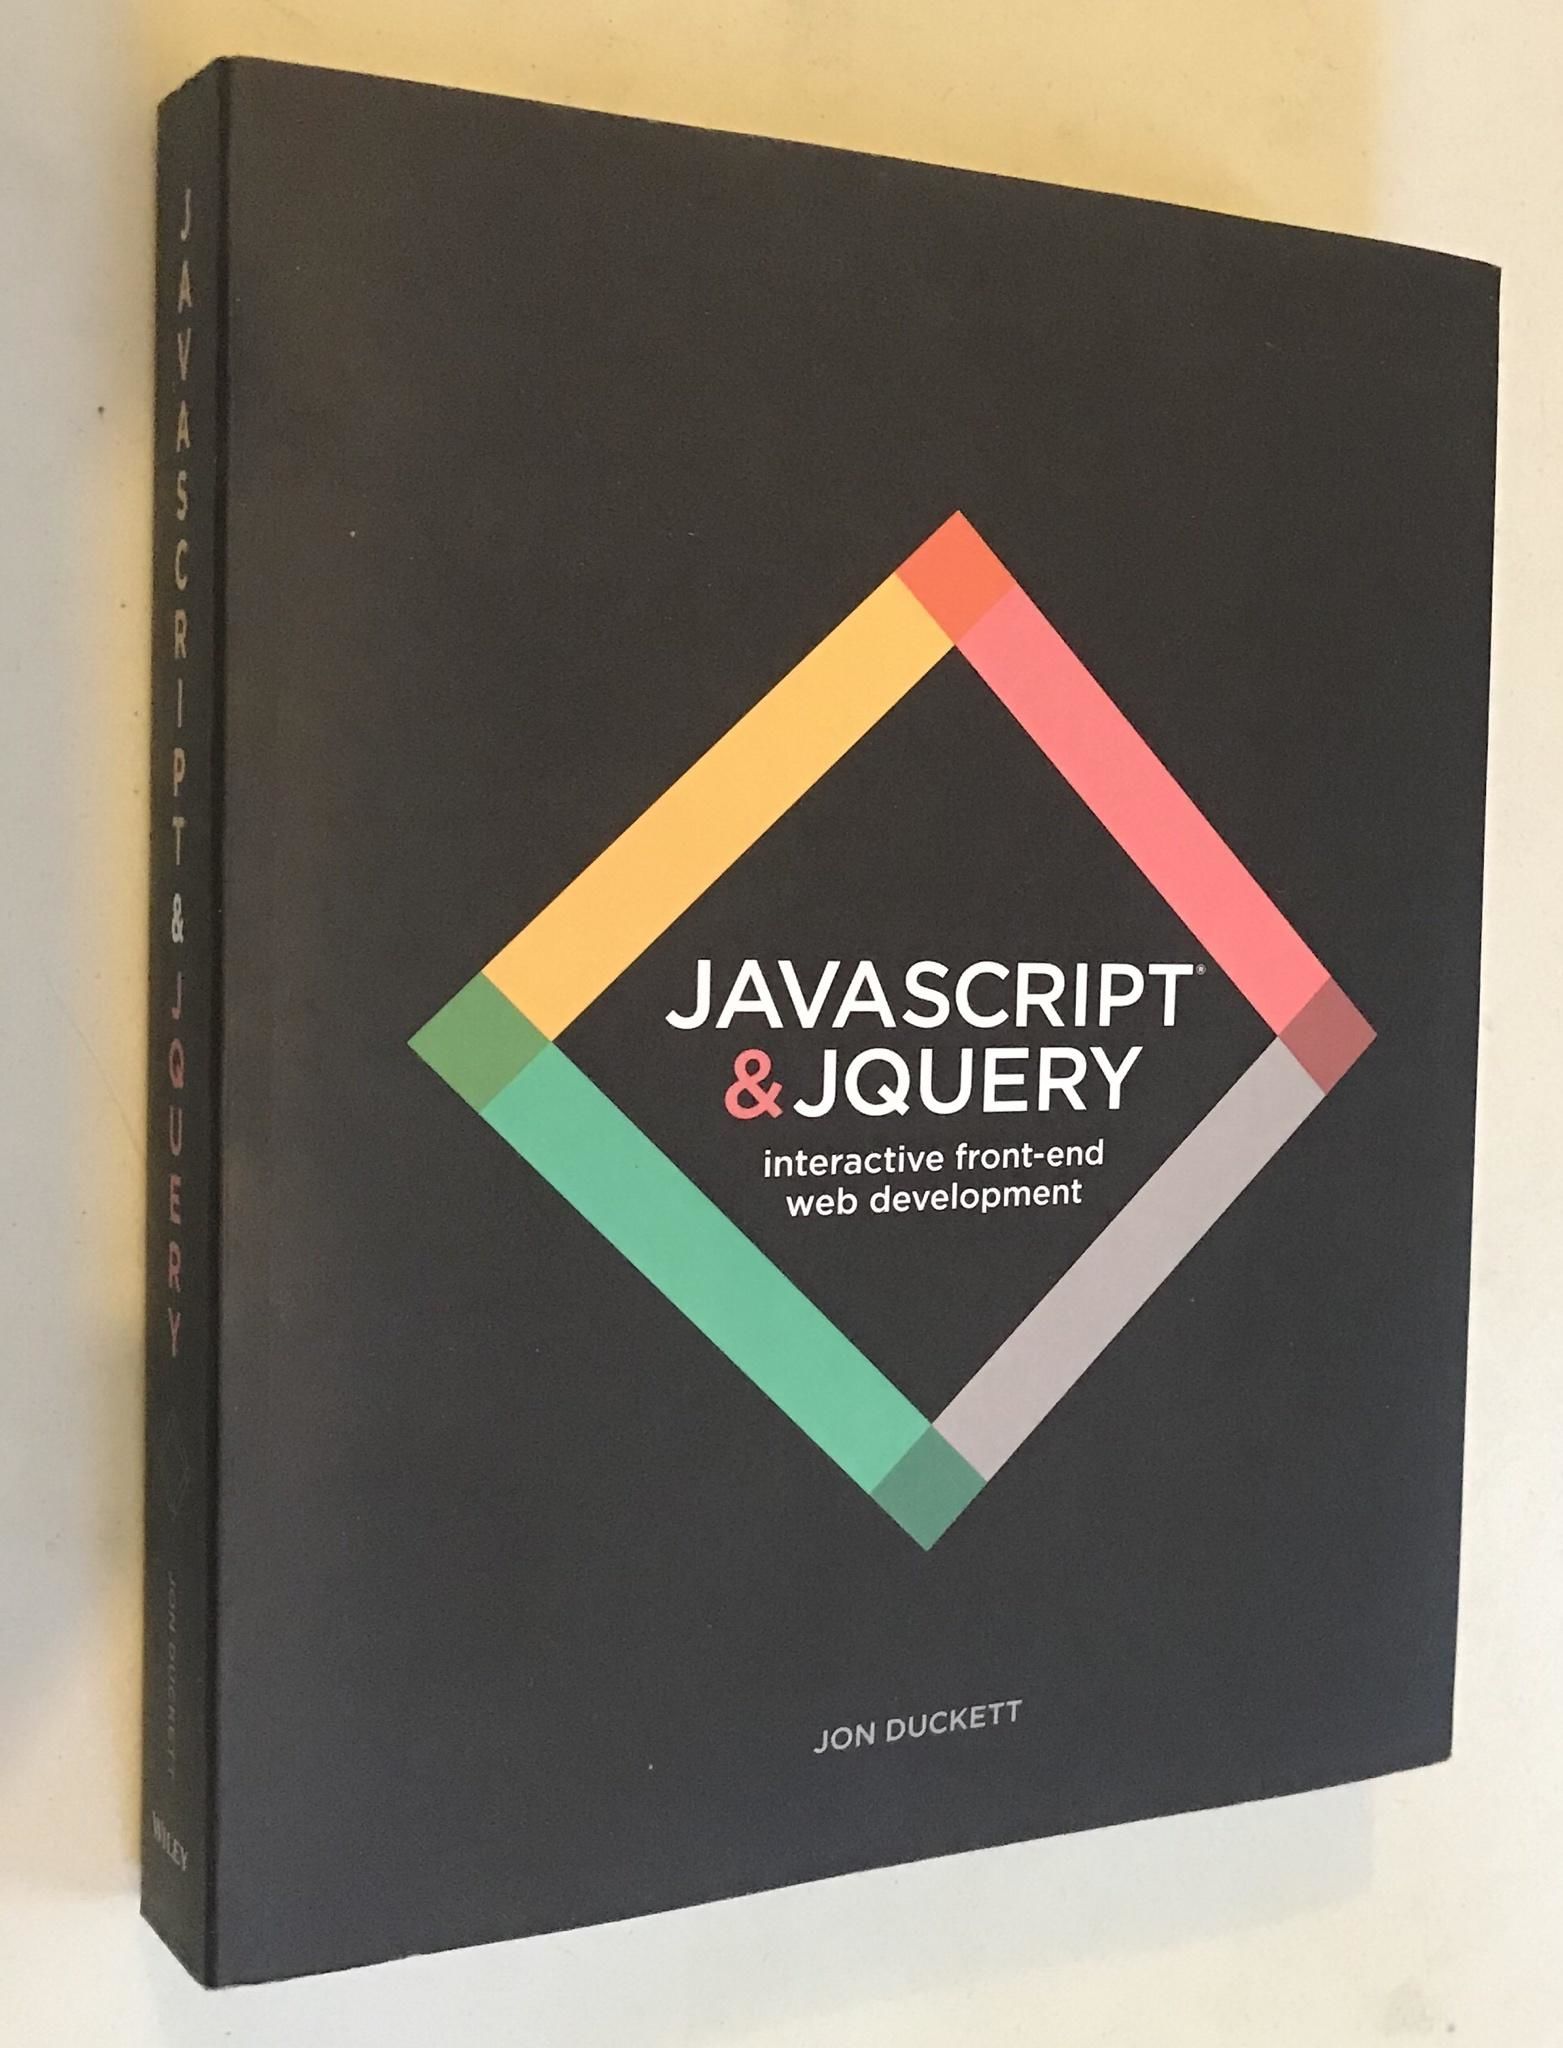 JAVASCRIPT & JQUERY
JON DUCKETT
WILEY
JAVASCRIPT®
& JQUERY
interactive front-end
web development
JON DUCKETT